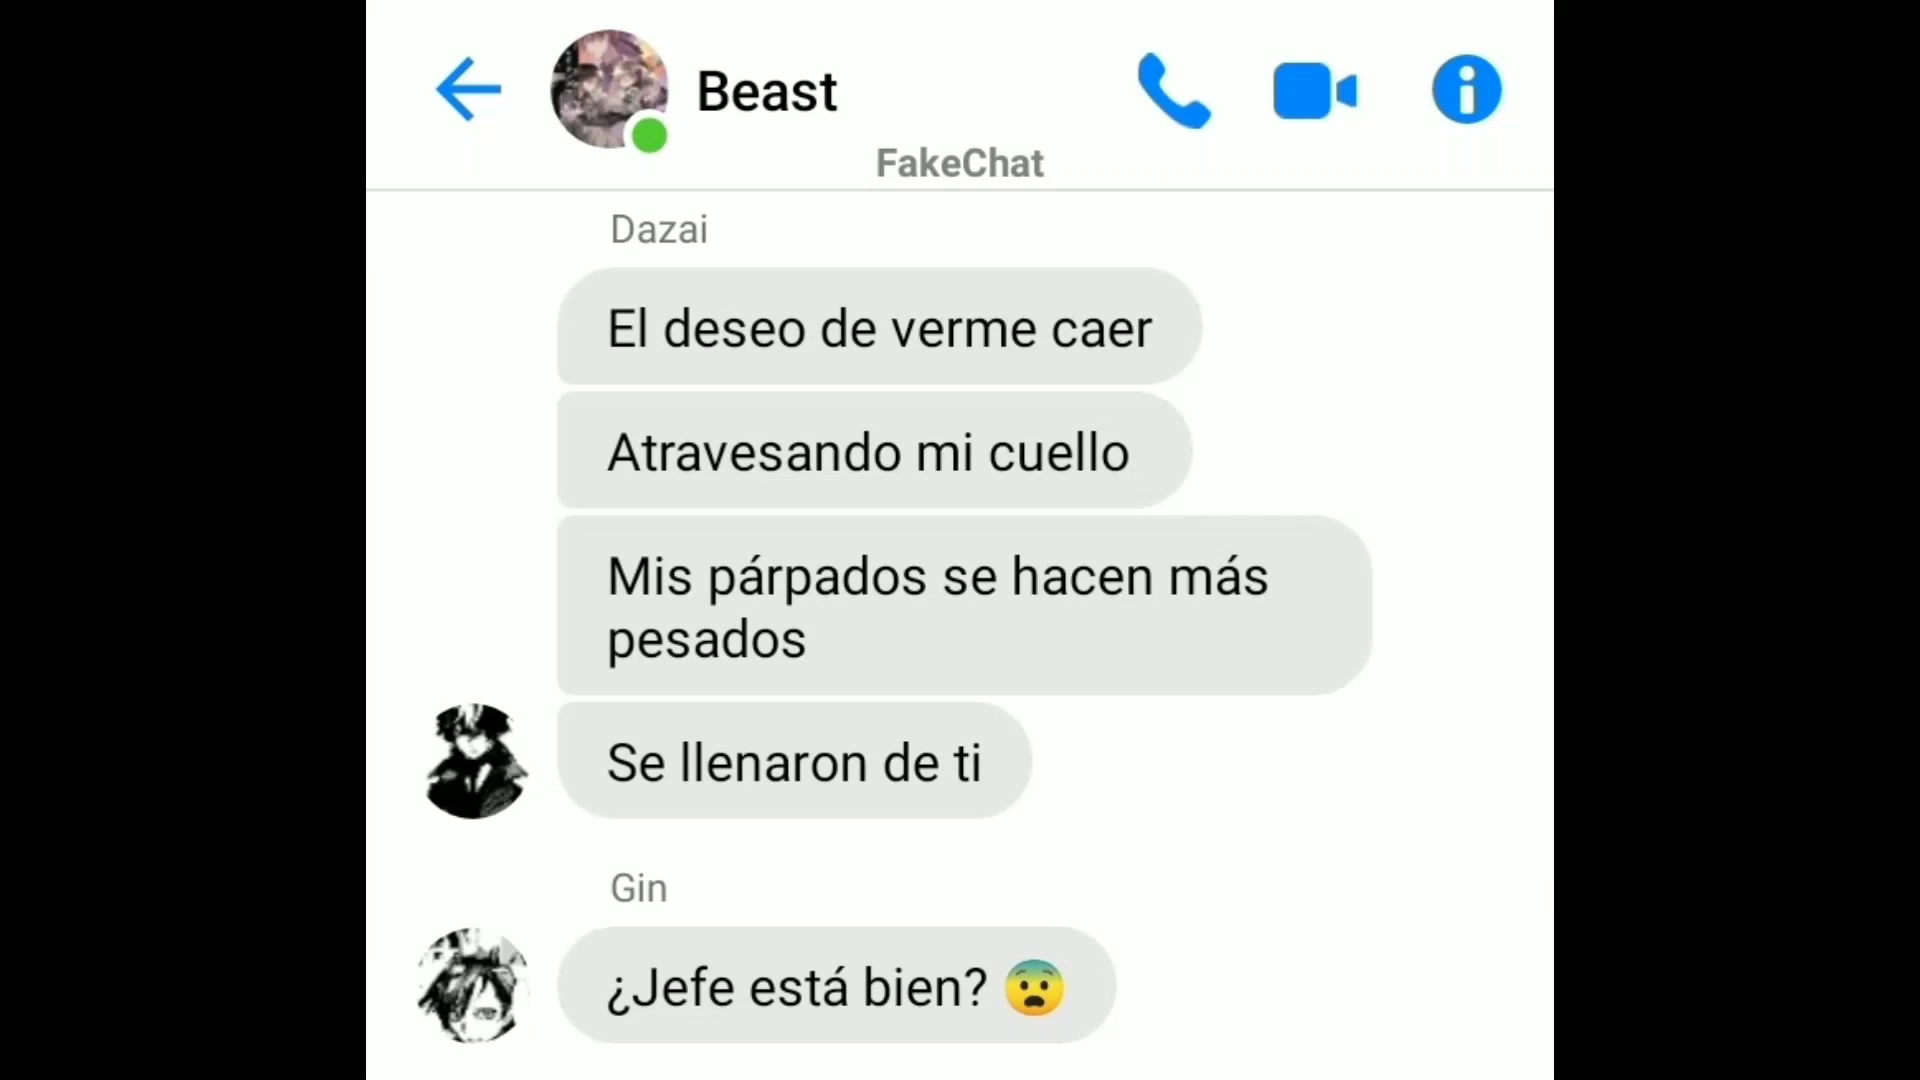 Beast
FakeChat
Dazai
El deseo de verme caer
Atravesando mi cuello
Mis párpados se hacen más
pesados
Se llenaron de ti
Gin
¿Jefe está bien? 😨